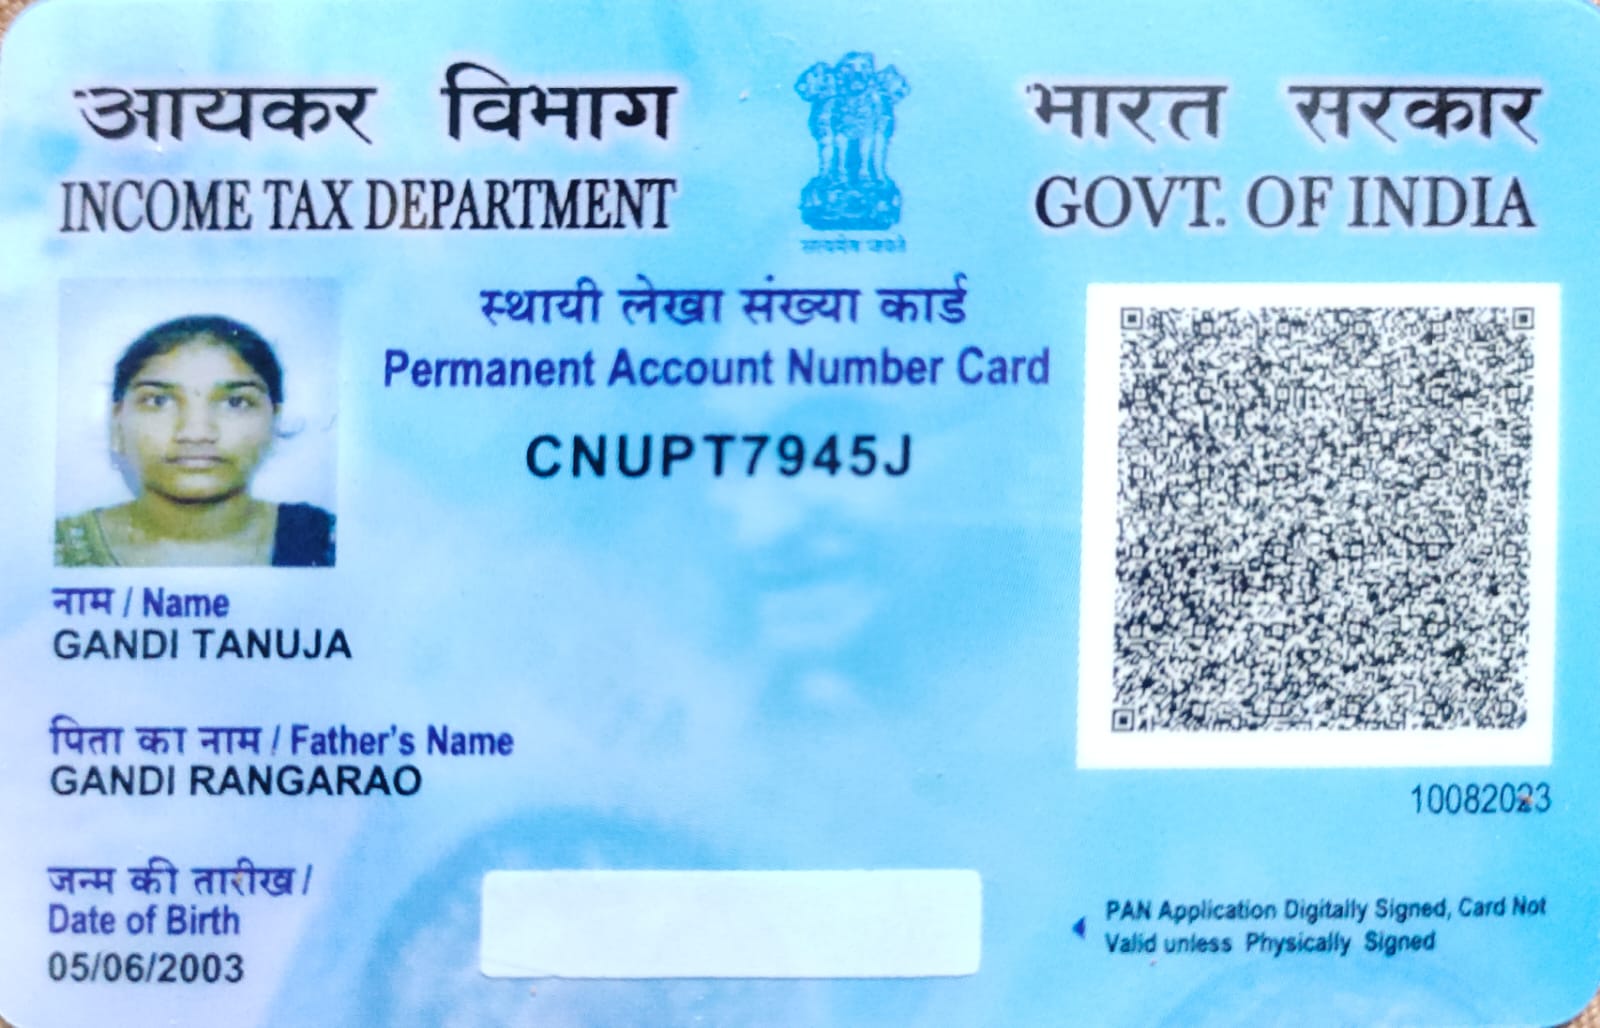 आयकर विभाग
INCOME TAX DEPARTMENT
भारत सरकार
GOVT. OF INDIA
सत्यमेव जयते
स्थायी लेखा संख्या कार्ड
Permanent Account Number Card
CNUPT7945J
नाम / Name
GANDI TANUJA
पिता का नाम / Father's Name
GANDI RANGARAO
जन्म की तारीख /
Date of Birth
05/06/2003
10082023
PAN Application Digitally Signed, Card Not
Valid unless Physically Signed